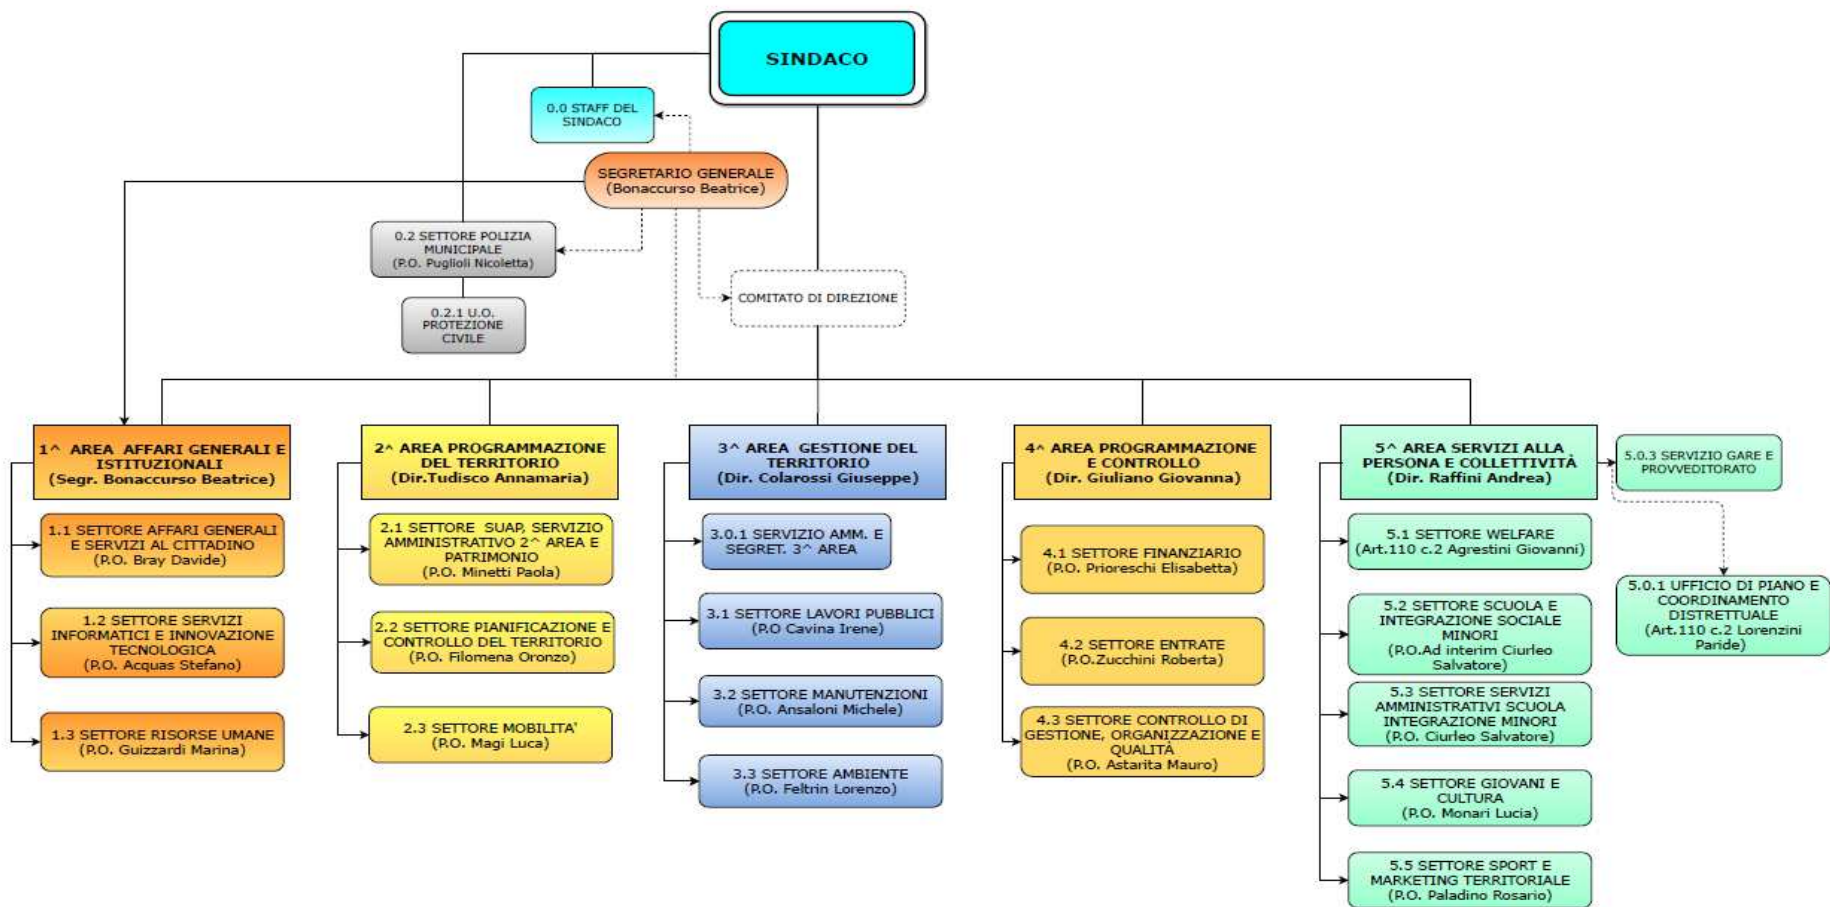 SINDACO
0.0 STAFF DEL
SINDACO
SEGRETARIO GENERALE
(Bonaccurso Beatrice)
0.2 SETTORE POLIZIA
MUNICIPALE
(P.O. Puglioli Nicoletta)
0.2.1 U.O.
PROTEZIONE
CIVILE
COMITATO DI DIREZIONE
1^ AREA AFFARI GENERALI E
ISTITUZIONALI
(Segr. Bonaccurso Beatrice)
1.1 SETTORE AFFARI GENERALI
E SERVIZI AL CITTADINO
(P.O. Bray Davide)
1.2 SETTORE SERVIZI
INFORMATICI E INNOVAZIONE
TECNOLOGICA
(P.O. Acquas Stefano)
1.3 SETTORE RISORSE UMANE
(P.O. Guizzardi Marina)
2^ AREA PROGRAMMAZIONE
DEL TERRITORIO
(Dir.Tudisco Annamaria)
2.1 SETTORE SUAP, SERVIZIO
AMMINISTRATIVO 2^ AREA E
PATRIMONIO
(P.O. Minetti Paola)
2.2 SETTORE PIANIFICAZIONE E
CONTROLLO DEL TERRITORIO
(P.O. Filomena Oronzo)
2.3 SETTORE MOBILITA'
(P.O. Magi Luca)
3^ AREA GESTIONE DEL
TERRITORIO
(Dir. Colarossi Giuseppe)
3.0.1 SERVIZIO AMM. E
SEGRET. 3^ AREA
3.1 SETTORE LAVORI PUBBLICI
(P.O Cavina Irene)
3.2 SETTORE MANUTENZIONI
(P.O. Ansaloni Michele)
3.3 SETTORE AMBIENTE
(P.O. Feltrin Lorenzo)
4^ AREA PROGRAMMAZIONE
E CONTROLLO
(Dir. Giuliano Giovanna)
4.1 SETTORE FINANZIARIO
(P.O. Prioreschi Elisabetta)
4.2 SETTORE ENTRATE
(P.O.Zucchini Roberta)
4.3 SETTORE CONTROLLO DI
GESTIONE, ORGANIZZAZIONE E
QUALITÀ
(P.O. Astarita Mauro)
5^ AREA SERVIZI ALLA
PERSONA E COLLETTIVITÀ
(Dir. Raffini Andrea)
5.1 SETTORE WELFARE
(Art.110 c.2 Agrestini Giovanni)
5.2 SETTORE SCUOLA E
INTEGRAZIONE SOCIALE
MINORI
(P.O.Ad interim Ciurleo
Salvatore)
5.3 SETTORE SERVIZI
AMMINISTRATIVI SCUOLA
INTEGRAZIONE MINORI
(P.O. Ciurleo Salvatore)
5.4 SETTORE GIOVANI E
CULTURA
(P.O. Monari Lucia)
5.5 SETTORE SPORT E
MARKETING TERRITORIALE
(P.O. Paladino Rosario)
5.0.3 SERVIZIO GARE E
PROVVEDITORATO
5.0.1 UFFICIO DI PIANO E
COORDINAMENTO
DISTRETTUALE
(Art.110 c.2 Lorenzini
Paride)